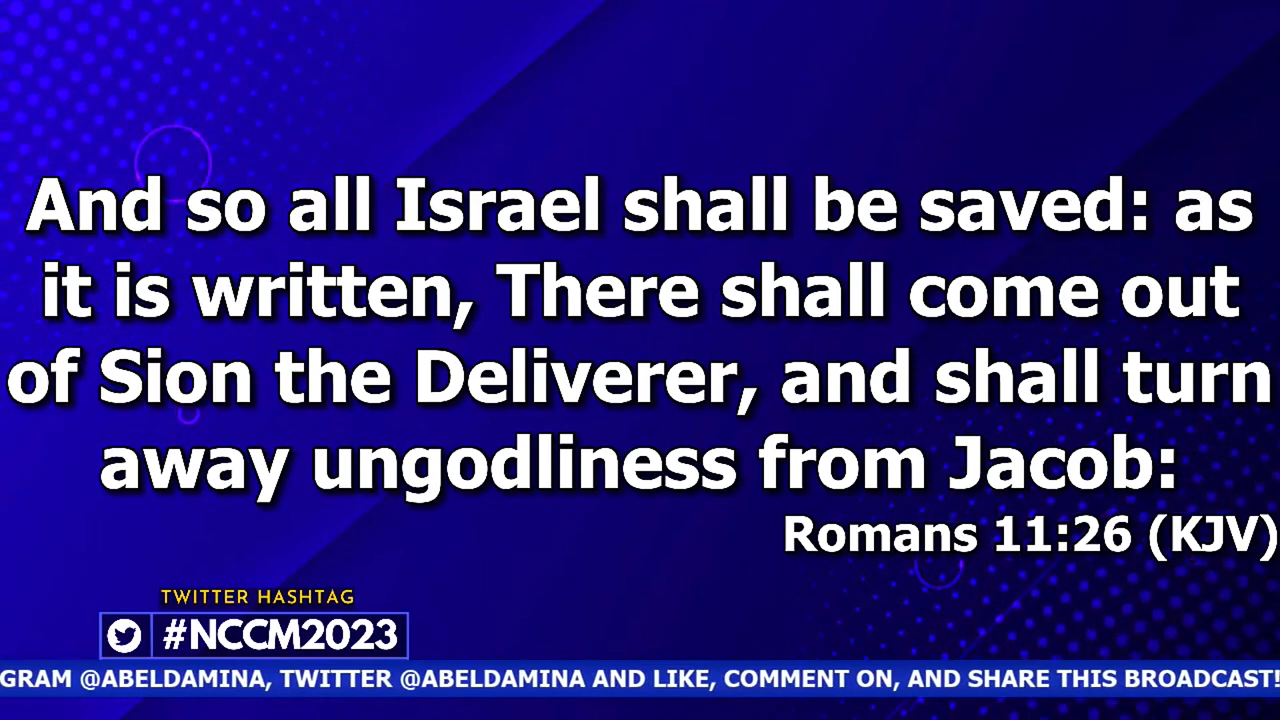 And so all Israel shall be saved: as
it is written, There shall come out
of Sion the Deliverer, and shall turn
away ungodliness from Jacob:
Romans 11:26 (KJV)
TWITTER HASHTAG
#NCCM2023
GRAM @ABELDAMINA, TWITTER @ABELDAMINA AND LIKE, COMMENT ON, AND SHARE THIS BROADCAST!